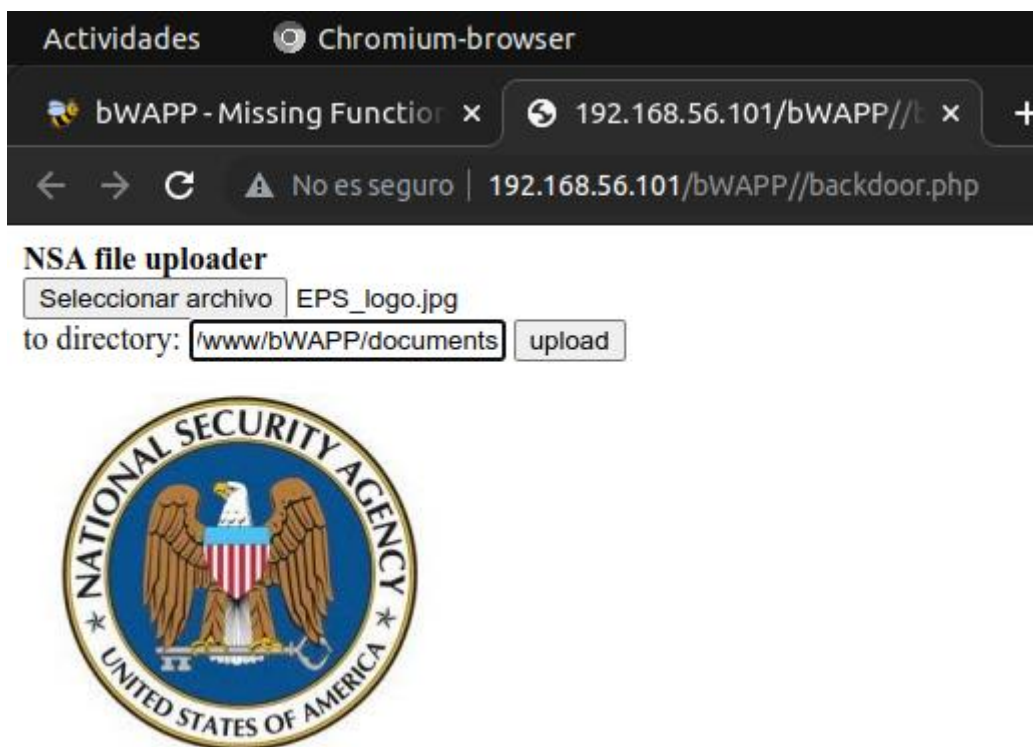 Actividades Chromium-browser
bWAPP - Missing Function 192.168.56.101/bWAPP//b
No es seguro 192.168.56.101/bWAPP//backdoor.php
NSA file uploader
Seleccionar archivo EPS_logo.jpg
to directory: /www/bWAPP/documents upload
NATIONAL SECURITY AGENCY
UNITED STATES OF AMERICA